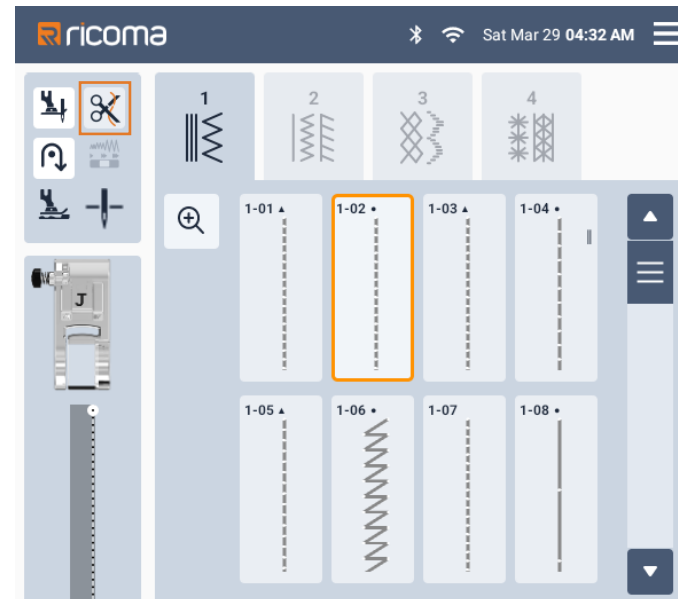 ricoma
Sat Mar 29 04:32 AM
1 2 3 4
1-01 ▲ 1-02 • 1-03 ▲ 1-04 •
J
1-05 ▲ 1-06 • 1-07 1-08 •